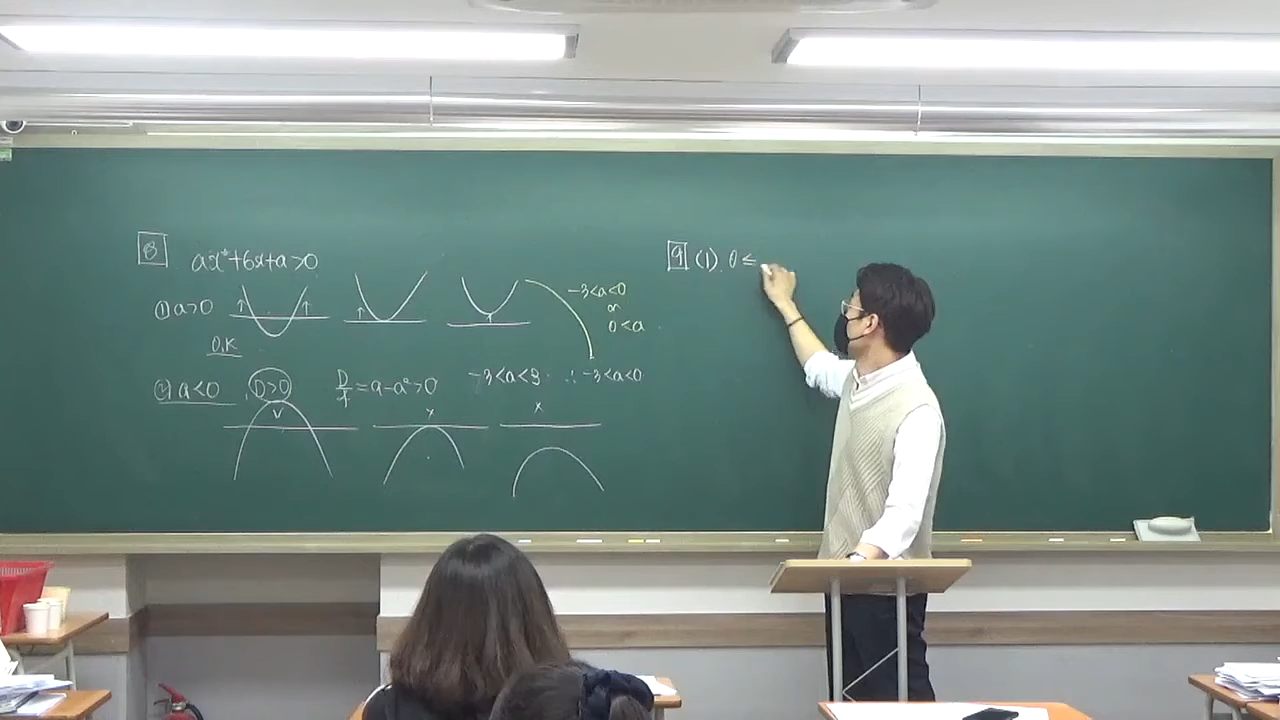 8
ax²+6x+a>0
① a>0
O.K
-3<a<0
or
0<a
② a<0 D>0 D/4=9-a²>0 -3<a<3 ∴-3<a<0
9 (1). 0≤